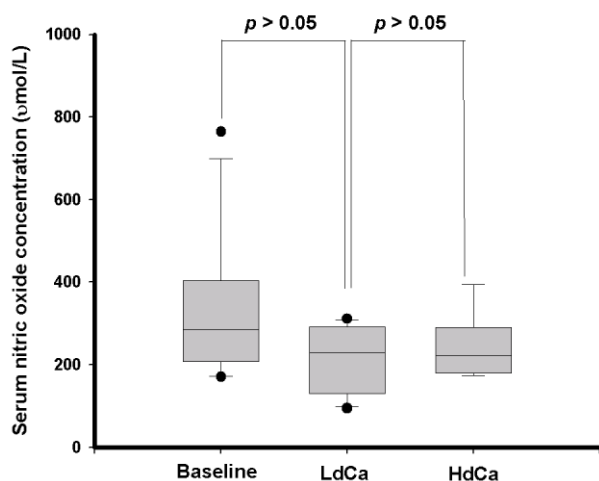 p > 0.05 p > 0.05
Serum nitric oxide concentration (υmol/L)
1000
800
600
400
200
0
Baseline LdCa HdCa